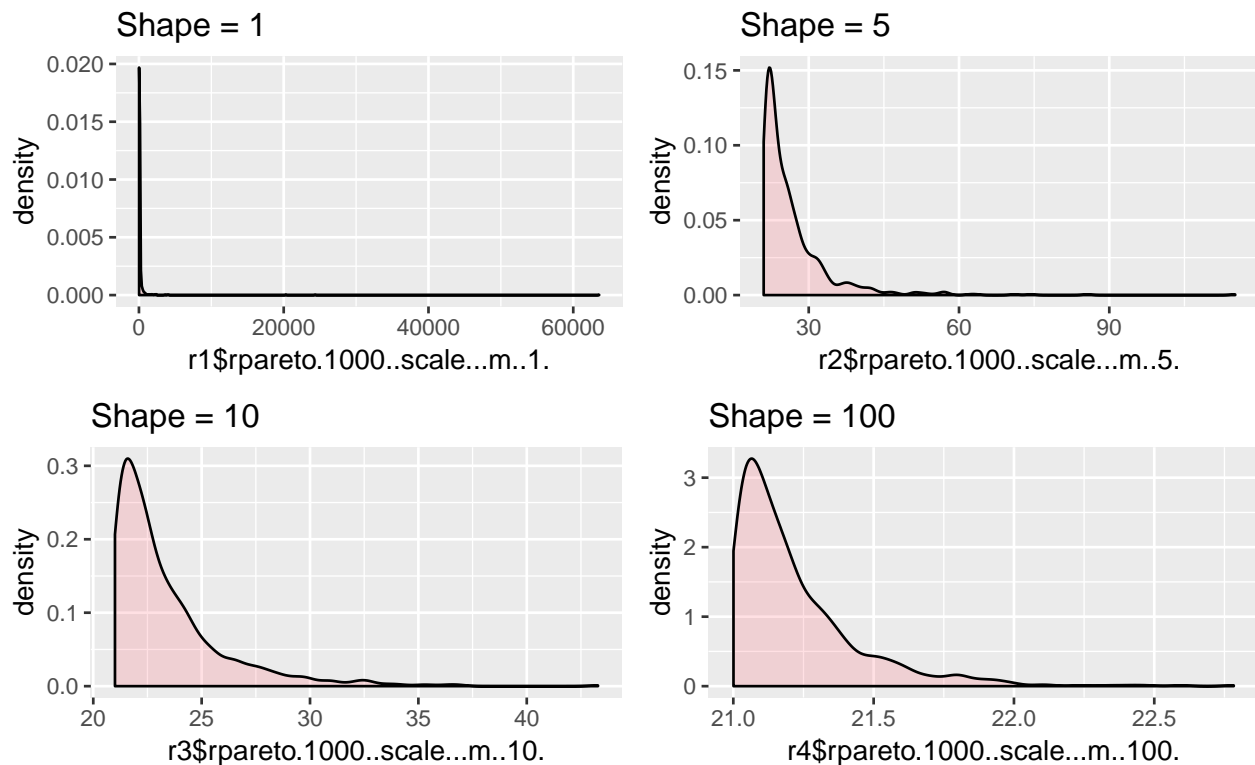 Shape = 1
0.020
0.015
0.010
0.005
0.000
density
0 20000 40000 60000
r1$rpareto.1000..scale...m..1.
Shape = 5
0.15
0.10
0.05
0.00
density
30 60 90
r2$rpareto.1000..scale...m..5.
Shape = 10
0.3
0.2
0.1
0.0
density
20 25 30 35 40
r3$rpareto.1000..scale...m..10.
Shape = 100
3
2
1
0
density
21.0 21.5 22.0 22.5
r4$rpareto.1000..scale...m..100.